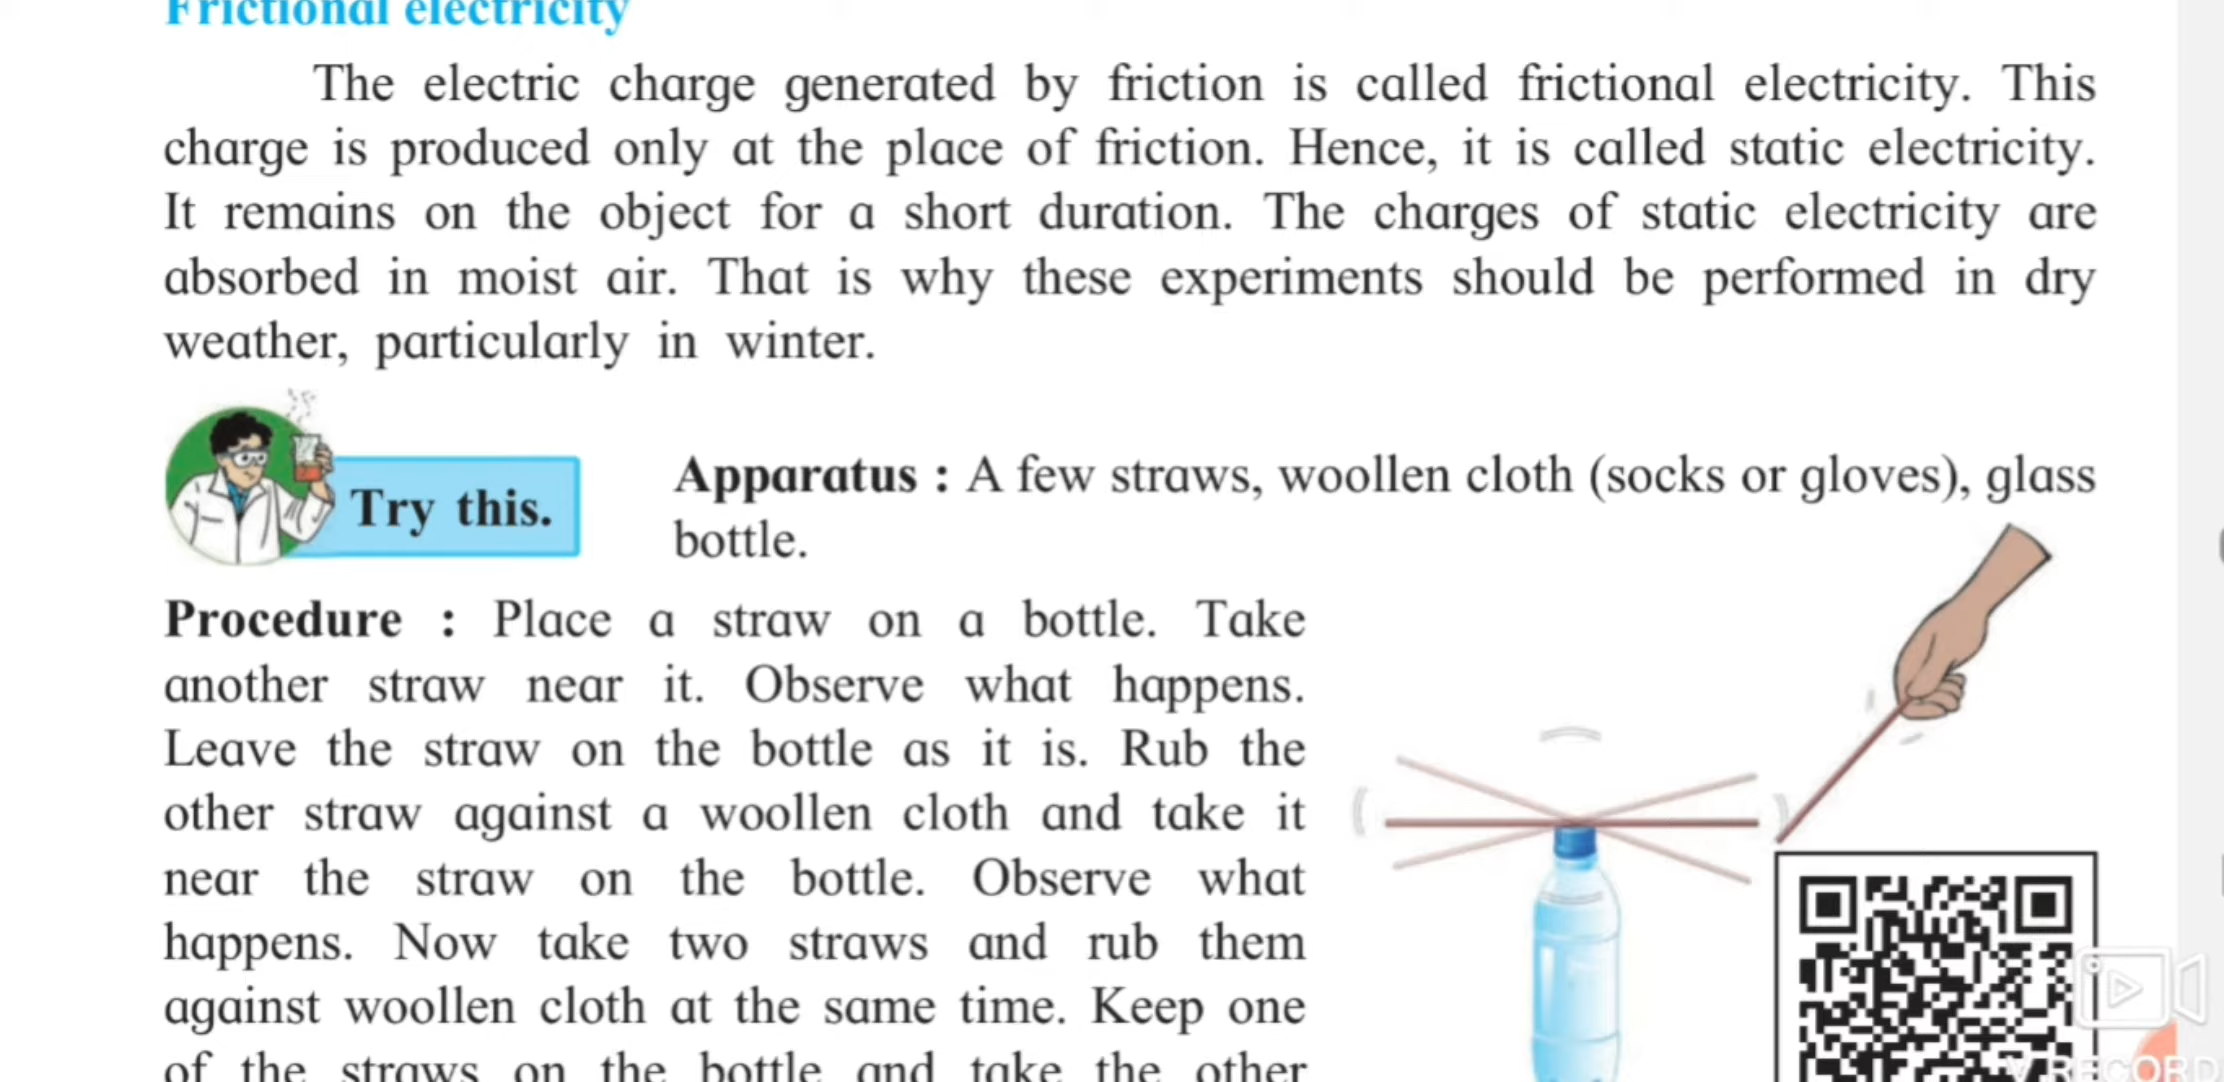 Frictional electricity
The electric charge generated by friction is called frictional electricity. This
charge is produced only at the place of friction. Hence, it is called static electricity.
It remains on the object for a short duration. The charges of static electricity are
absorbed in moist air. That is why these experiments should be performed in dry
weather, particularly in winter.
Try this.
Apparatus : A few straws, woollen cloth (socks or gloves), glass
bottle.
Procedure : Place a straw on a bottle. Take
another straw near it. Observe what happens.
Leave the straw on the bottle as it is. Rub the
other straw against a woollen cloth and take it
near the straw on the bottle. Observe what
happens. Now take two straws and rub them
against woollen cloth at the same time. Keep one
of the straws on the bottle and take the other
RECORD